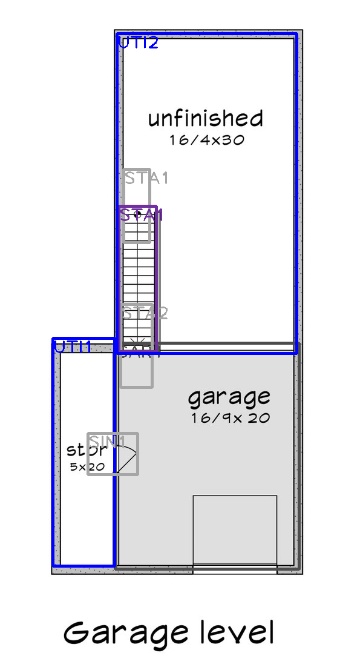 UTI2
unfinished
16/4x30
STA1
STA1
STA2
UTI1
GAR1
garage
16/9x 20
SIN1
stor
5x20
Garage level